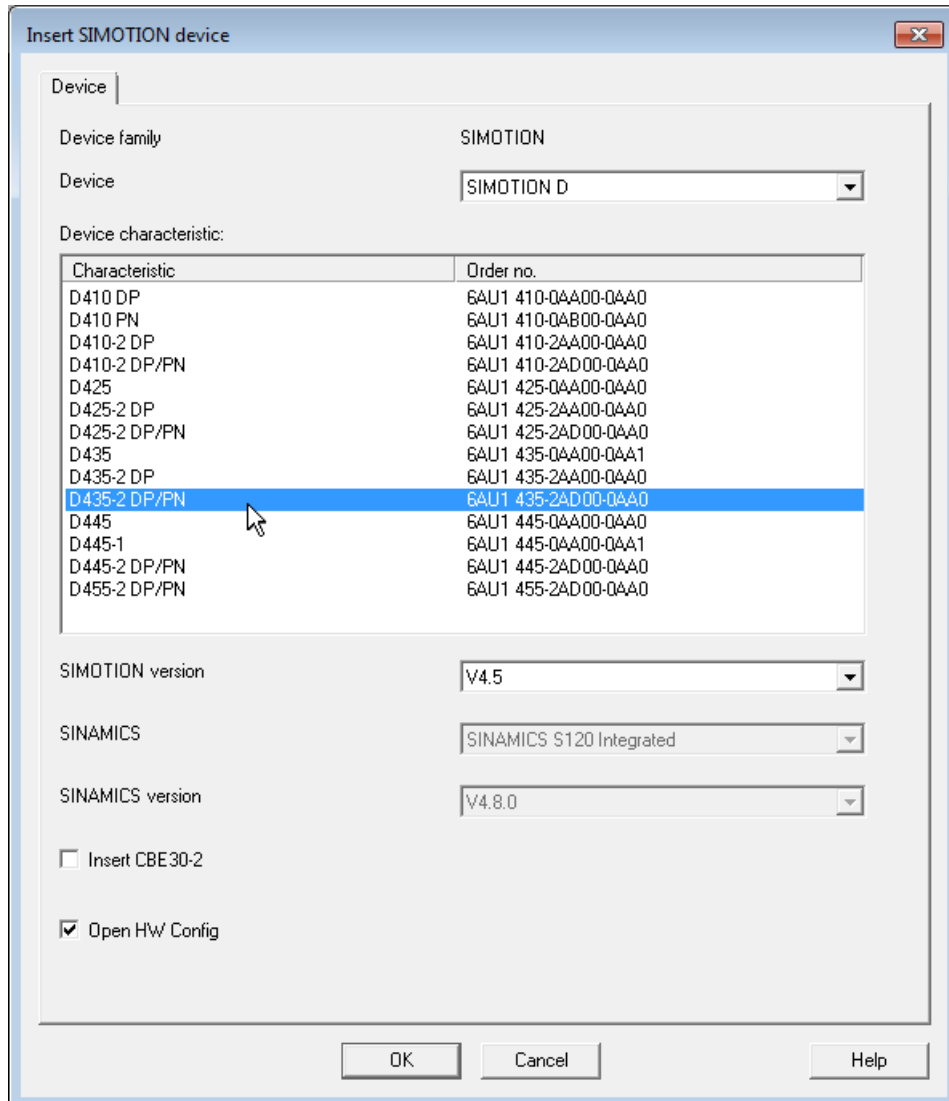 Insert SIMOTION device
Device
Device family SIMOTION
Device SIMOTION D
Device characteristic:
Characteristic Order no.
D410 DP 6AU1 410-0AA00-0AA0
D410 PN 6AU1 410-0AB00-0AA0
D410-2 DP 6AU1 410-2AA00-0AA0
D410-2 DP/PN 6AU1 410-2AD00-0AA0
D425 6AU1 425-0AA00-0AA0
D425-2 DP 6AU1 425-2AA00-0AA0
D425-2 DP/PN 6AU1 425-2AD00-0AA0
D435 6AU1 435-0AA00-0AA1
D435-2 DP 6AU1 435-2AA00-0AA0
D435-2 DP/PN 6AU1 435-2AD00-0AA0
D445 6AU1 445-0AA00-0AA0
D445-1 6AU1 445-0AA00-0AA1
D445-2 DP/PN 6AU1 445-2AD00-0AA0
D455-2 DP/PN 6AU1 455-2AD00-0AA0
SIMOTION version V4.5
SINAMICS SINAMICS S120 Integrated
SINAMICS version V4.8.0
Insert CBE30-2
Open HW Config
OK Cancel Help